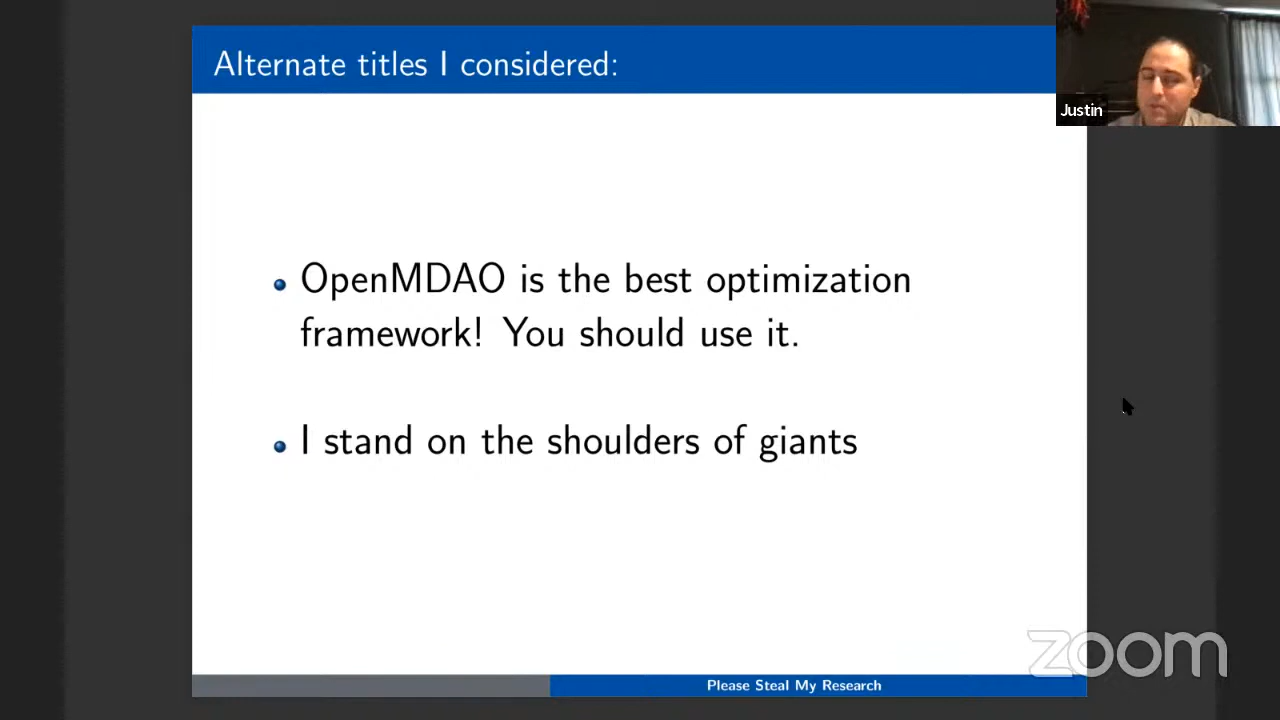 Alternate titles I considered:
Justin
OpenMDAO is the best optimization
framework! You should use it.
I stand on the shoulders of giants
zoom
Please Steal My Research